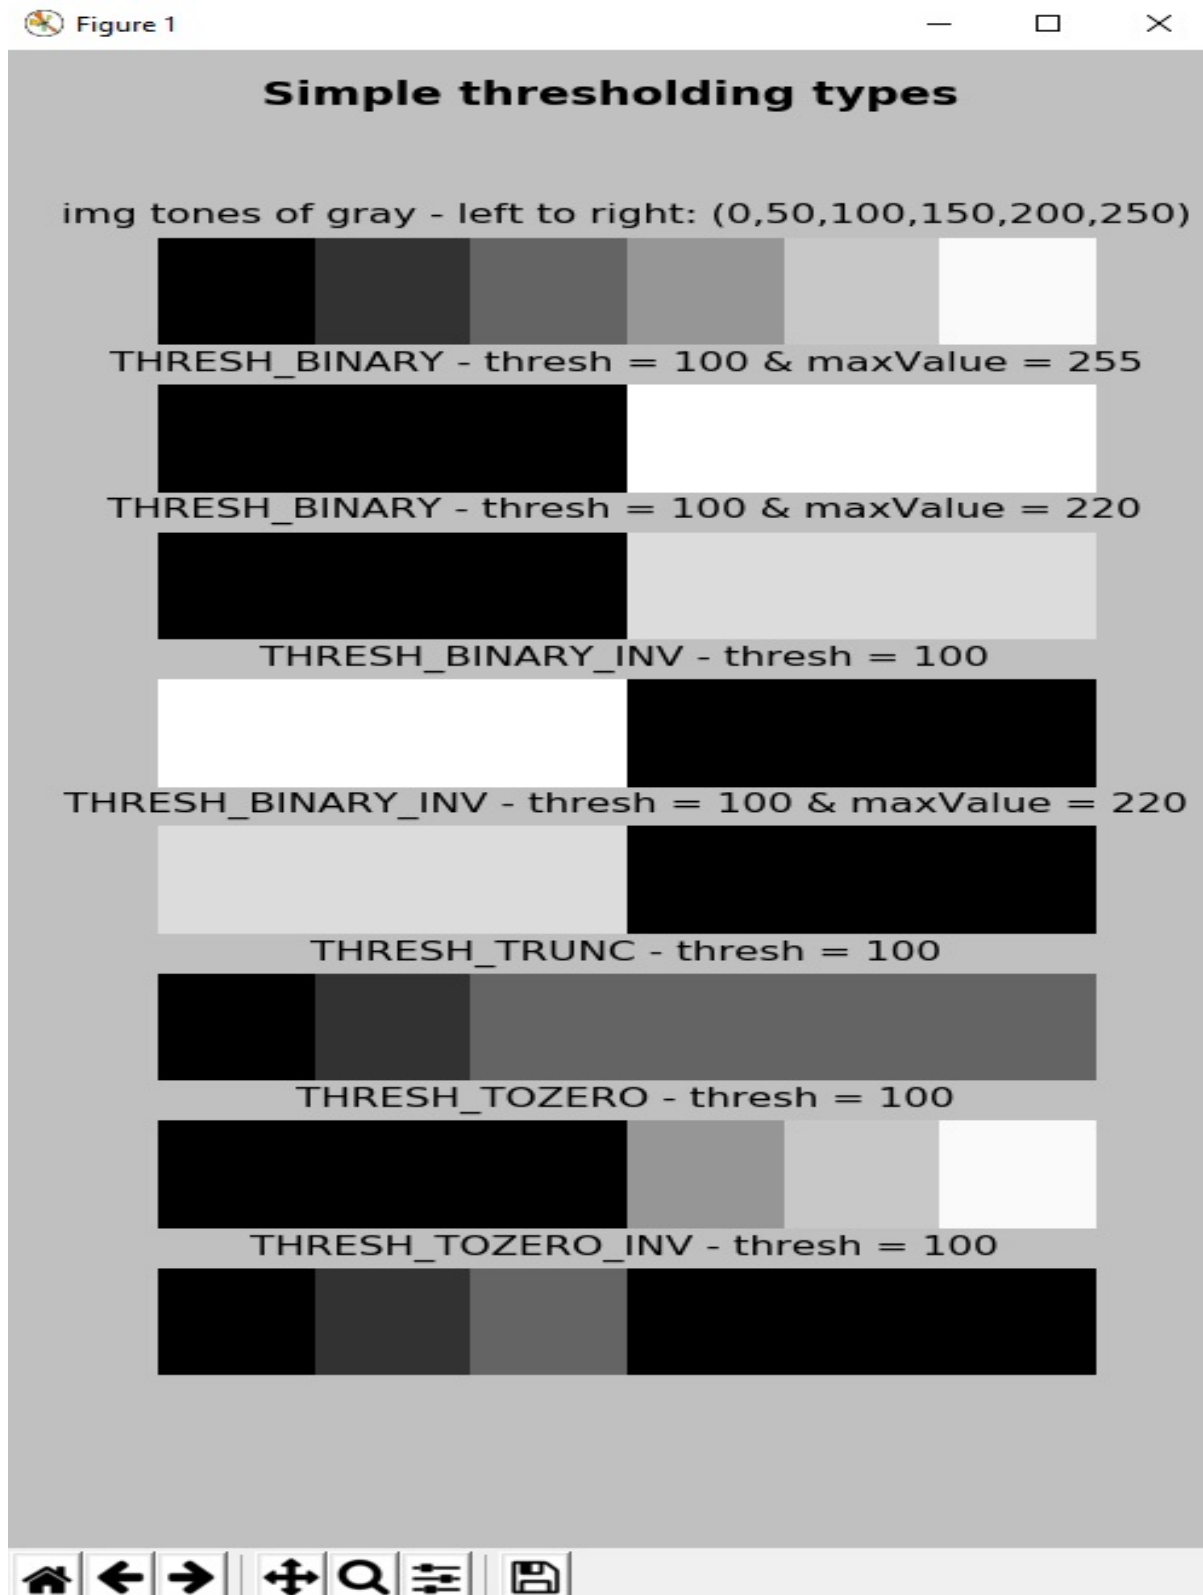 Figure 1
Simple thresholding types
img tones of gray - left to right: (0,50,100,150,200,250)
THRESH_BINARY - thresh = 100 & maxValue = 255
THRESH_BINARY - thresh = 100 & maxValue = 220
THRESH_BINARY_INV - thresh = 100
THRESH_BINARY_INV - thresh = 100 & maxValue = 220
THRESH_TRUNC - thresh = 100
THRESH_TOZERO - thresh = 100
THRESH_TOZERO_INV - thresh = 100